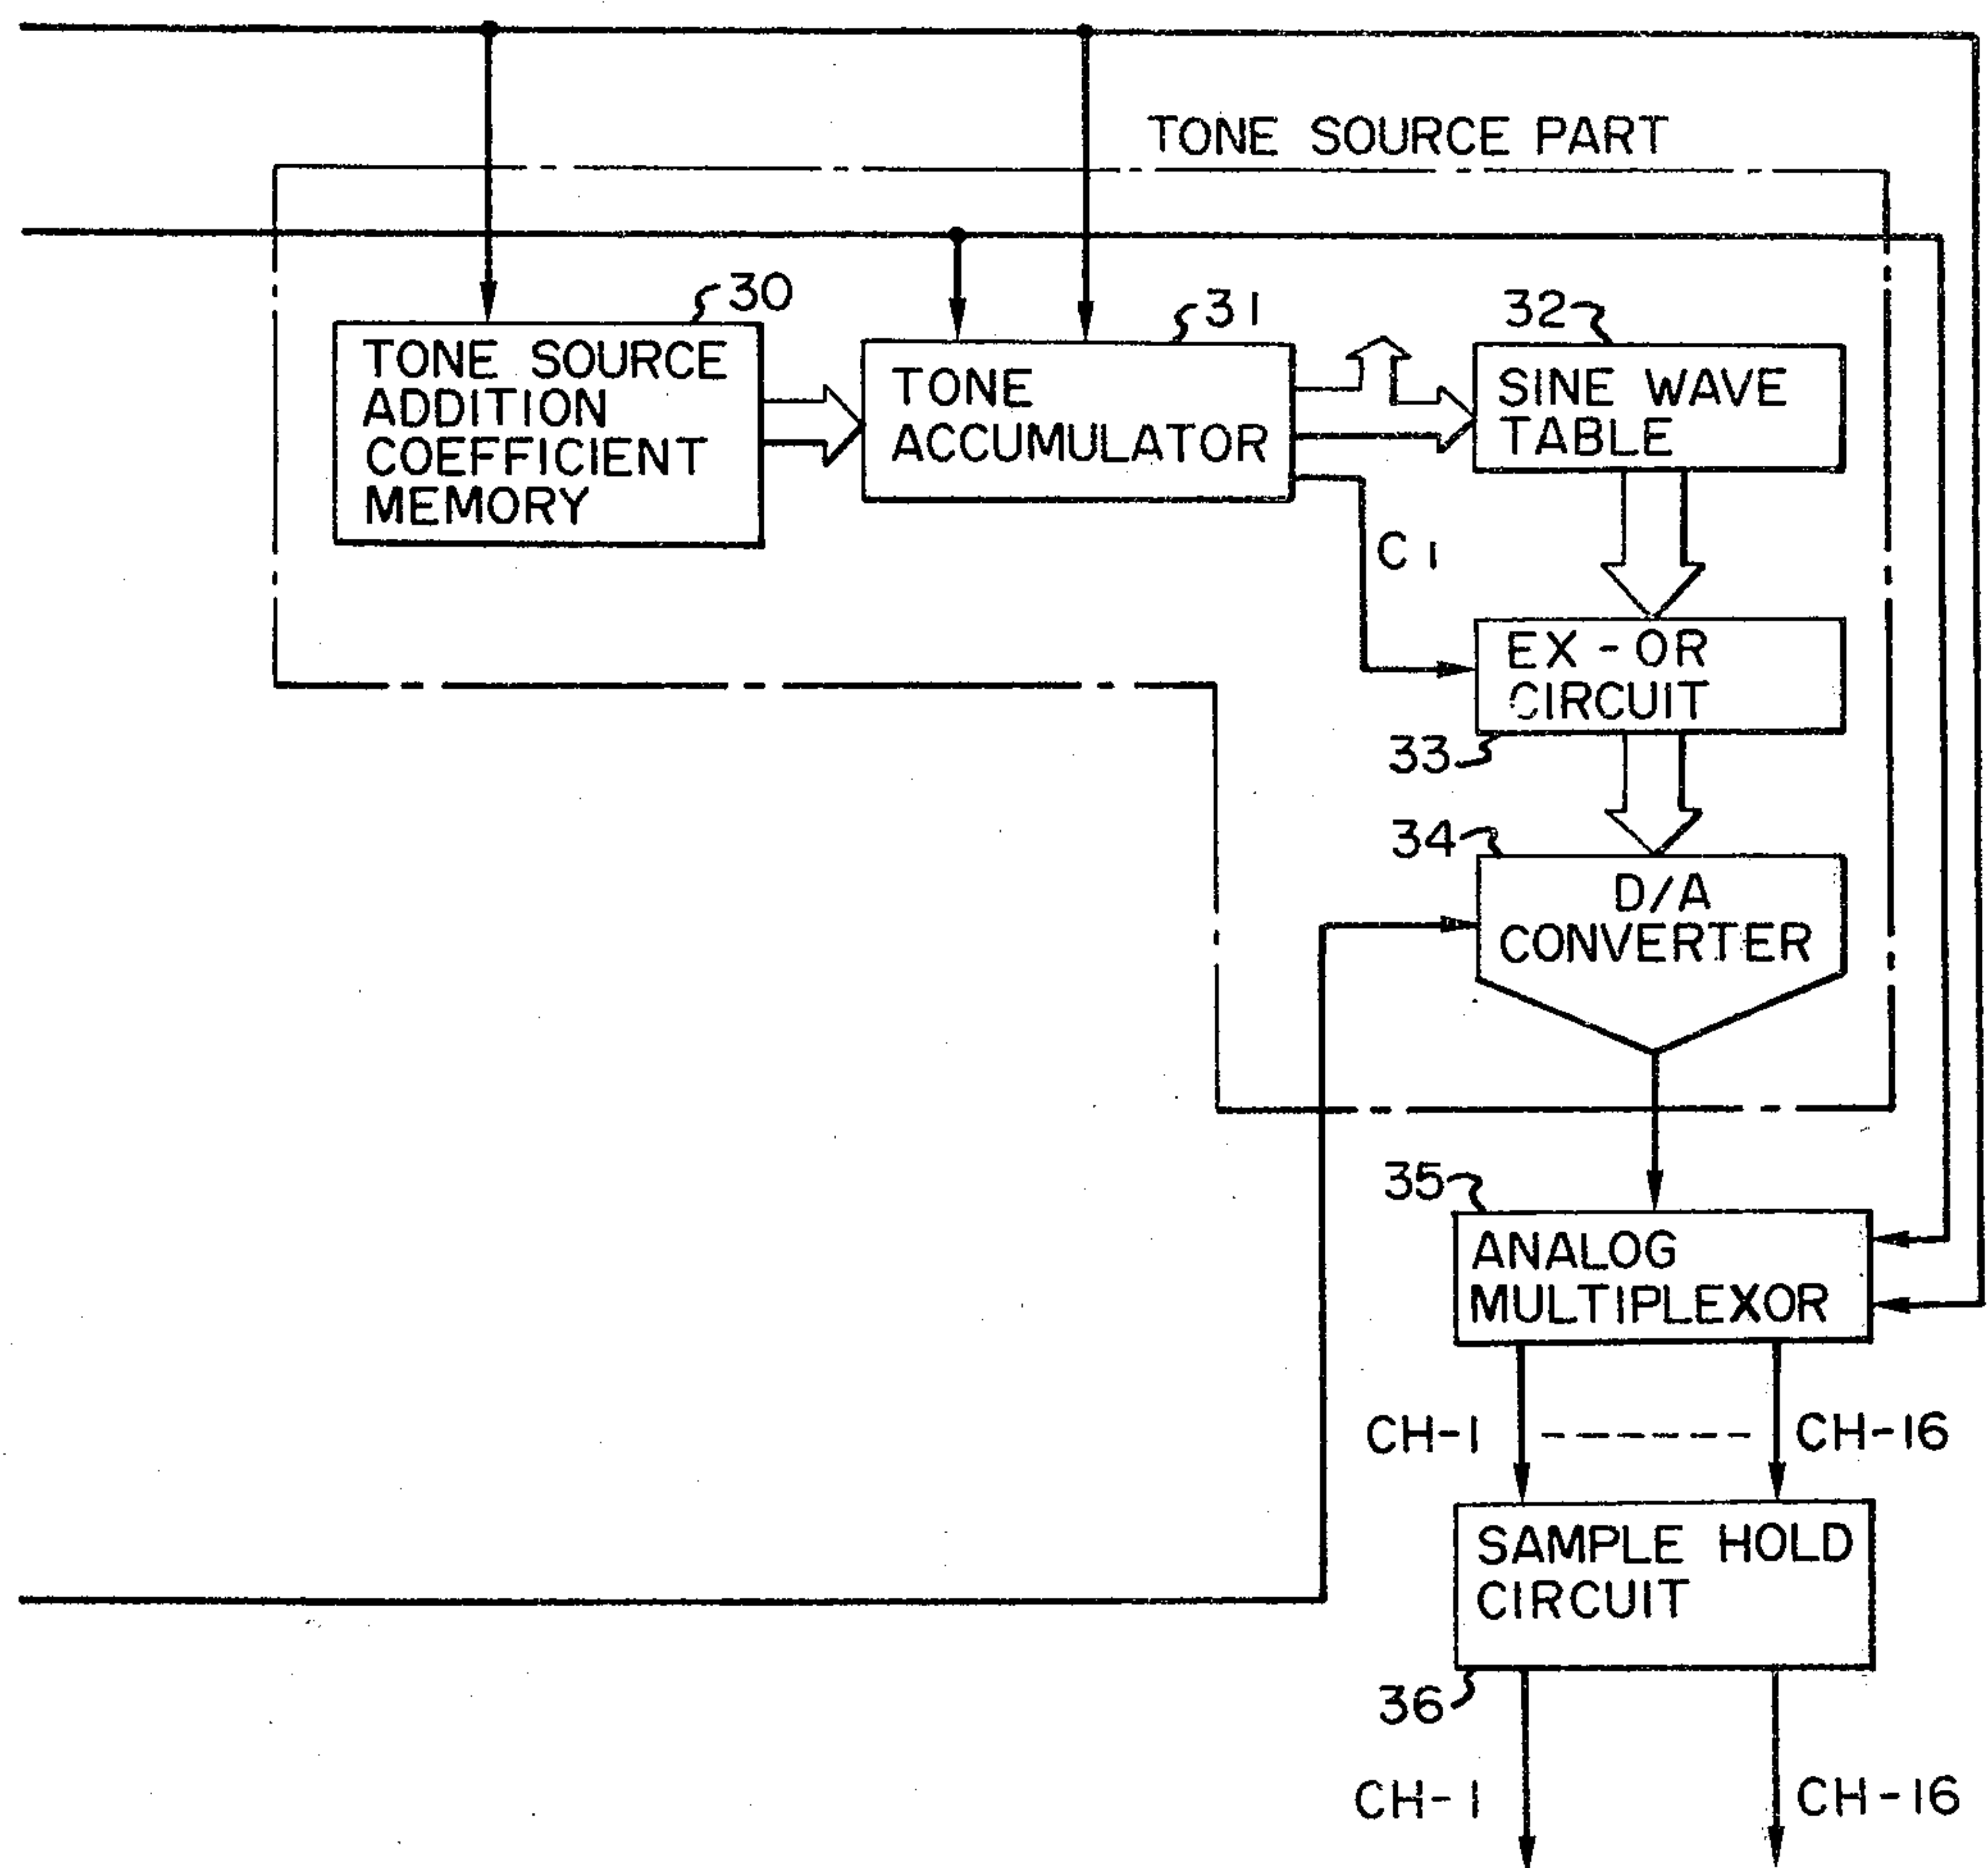 TONE SOURCE PART
30
31
32
TONE SOURCE
ADDITION
COEFFICIENT
MEMORY
TONE
ACCUMULATOR
SINE WAVE
TABLE
C1
EX-OR
CIRCUIT
33
34
D/A
CONVERTER
35
ANALOG
MULTIPLEXOR
CH-1 ------- CH-16
SAMPLE HOLD
CIRCUIT
36
CH-1 CH-16